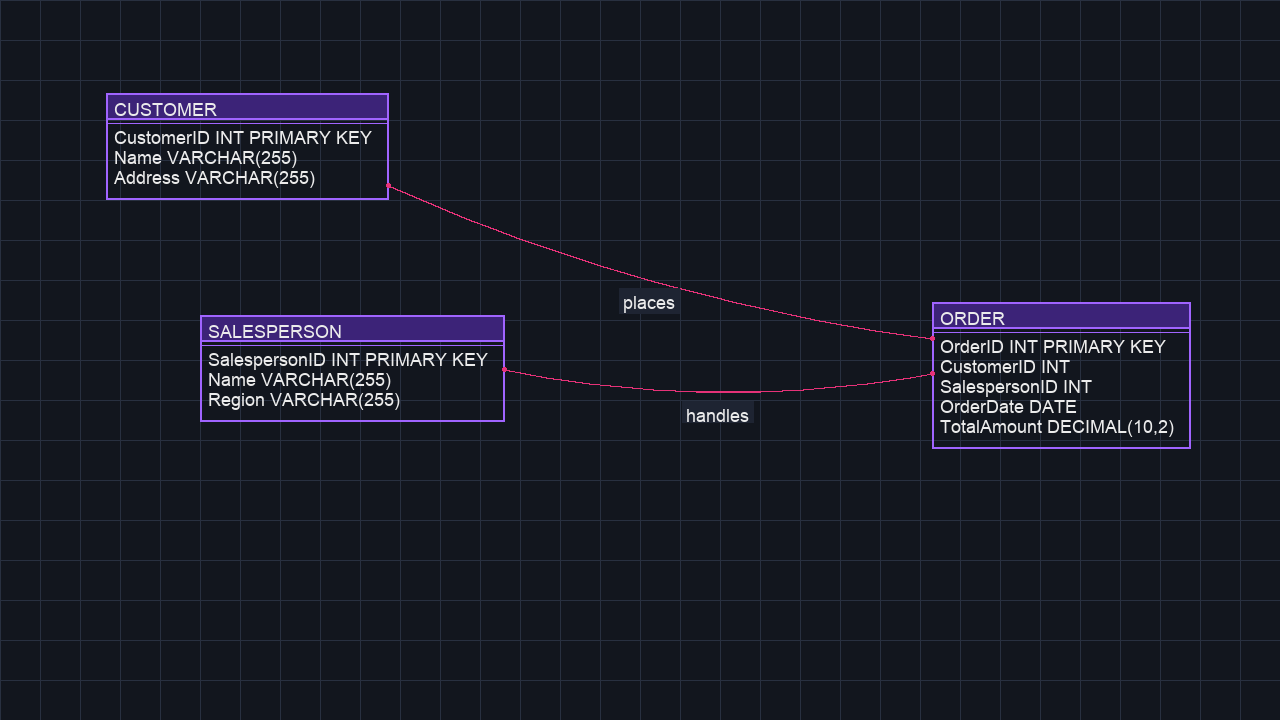 CUSTOMER
CustomerID INT PRIMARY KEY
Name VARCHAR(255)
Address VARCHAR(255)
places
SALESPERSON
SalespersonID INT PRIMARY KEY
Name VARCHAR(255)
Region VARCHAR(255)
handles
ORDER
OrderID INT PRIMARY KEY
CustomerID INT
SalespersonID INT
OrderDate DATE
TotalAmount DECIMAL(10,2)